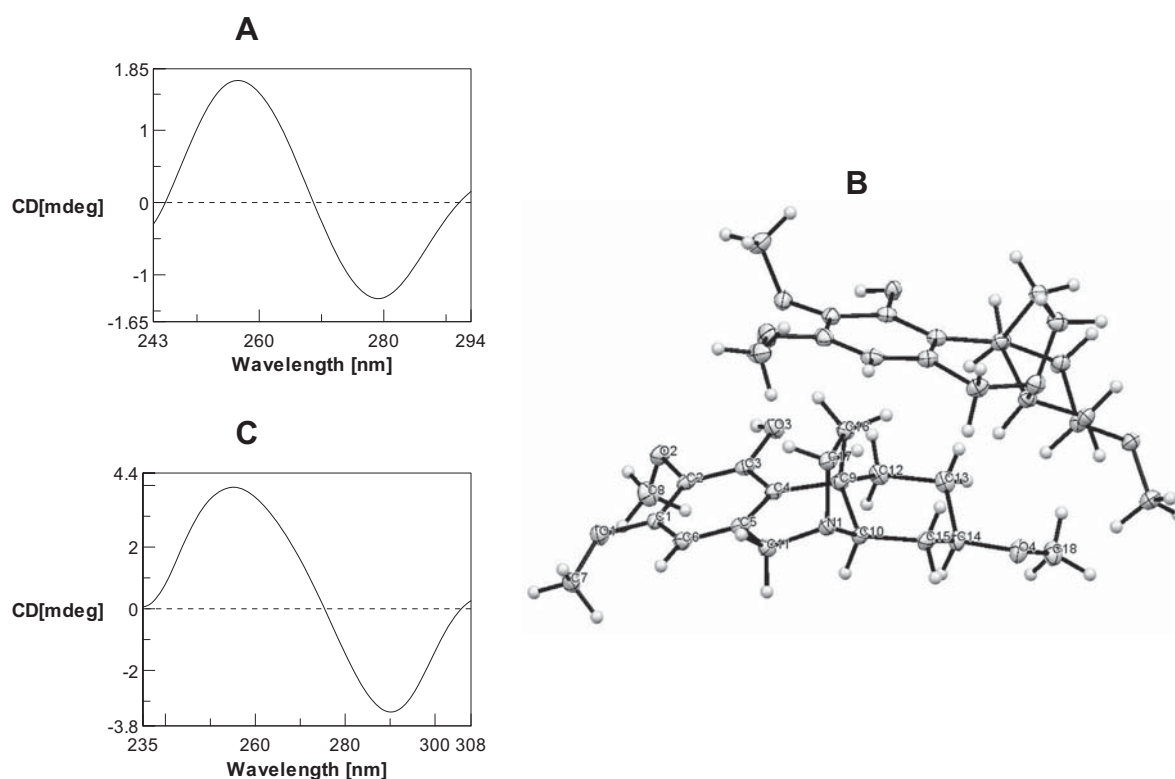 A
1.85
1
0
-1
-1.65
CD[mdeg]
243
260
280
294
Wavelength [nm]
B
O3
C16
O2
C17
C3
C12
C2
C13
C8
C4
C9
C1
C5
N1
C10
O1
C6
C11
C15
C14
O4
C18
C7
C
4.4
2
0
-2
-3.8
CD[mdeg]
235
260
280
300
308
Wavelength [nm]